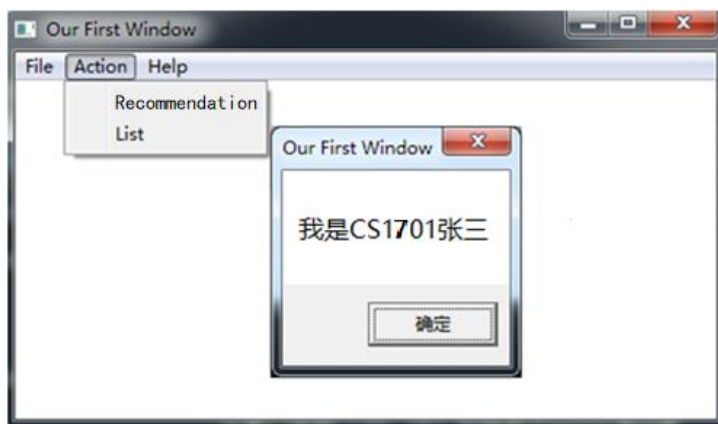 Our First Window
File Action Help
Recommendation
List
Our First Window
我是CS1701张三
确定